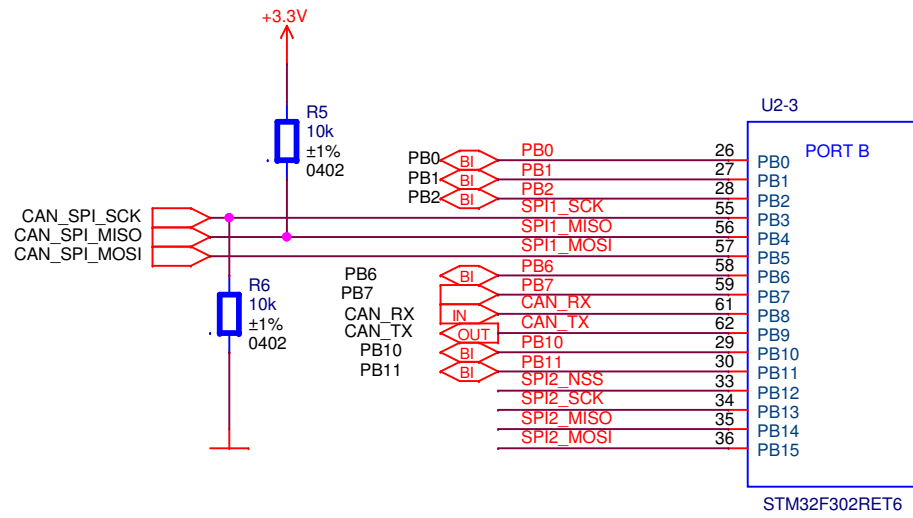 +3.3V
R5
10k
±1%
0402
U2-3
PORT B
PB0 BI PB0 26 PB0
PB1 BI PB1 27 PB1
PB2 BI PB2 28 PB2
CAN_SPI_SCK SPI1_SCK 55 PB3
CAN_SPI_MISO SPI1_MISO 56 PB4
CAN_SPI_MOSI SPI1_MOSI 57 PB5
PB6 BI PB6 58 PB6
PB7 PB7 59 PB7
CAN_RX IN CAN_RX 61 PB8
CAN_TX OUT CAN_TX 62 PB9
PB10 BI PB10 29 PB10
PB11 BI PB11 30 PB11
SPI2_NSS 33 PB12
SPI2_SCK 34 PB13
SPI2_MISO 35 PB14
SPI2_MOSI 36 PB15
R6
10k
±1%
0402
STM32F302RET6